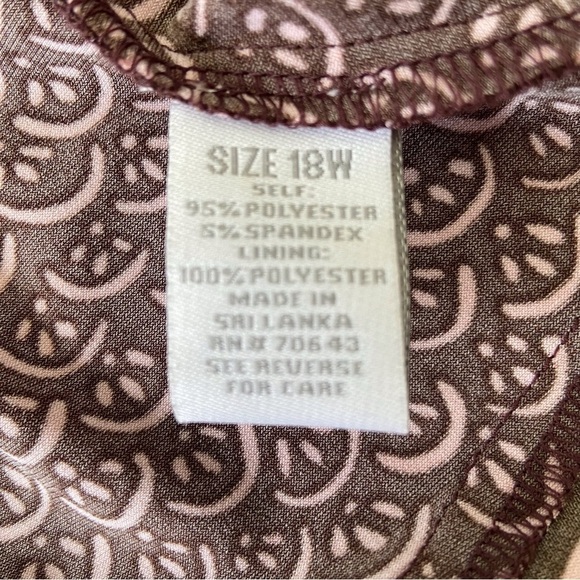 SIZE 18W
SELF:
95% POLYESTER
5% SPANDEX
LINING:
100% POLYESTER
MADE IN
SRI LANKA
RN# 70643
SEE REVERSE
FOR CARE